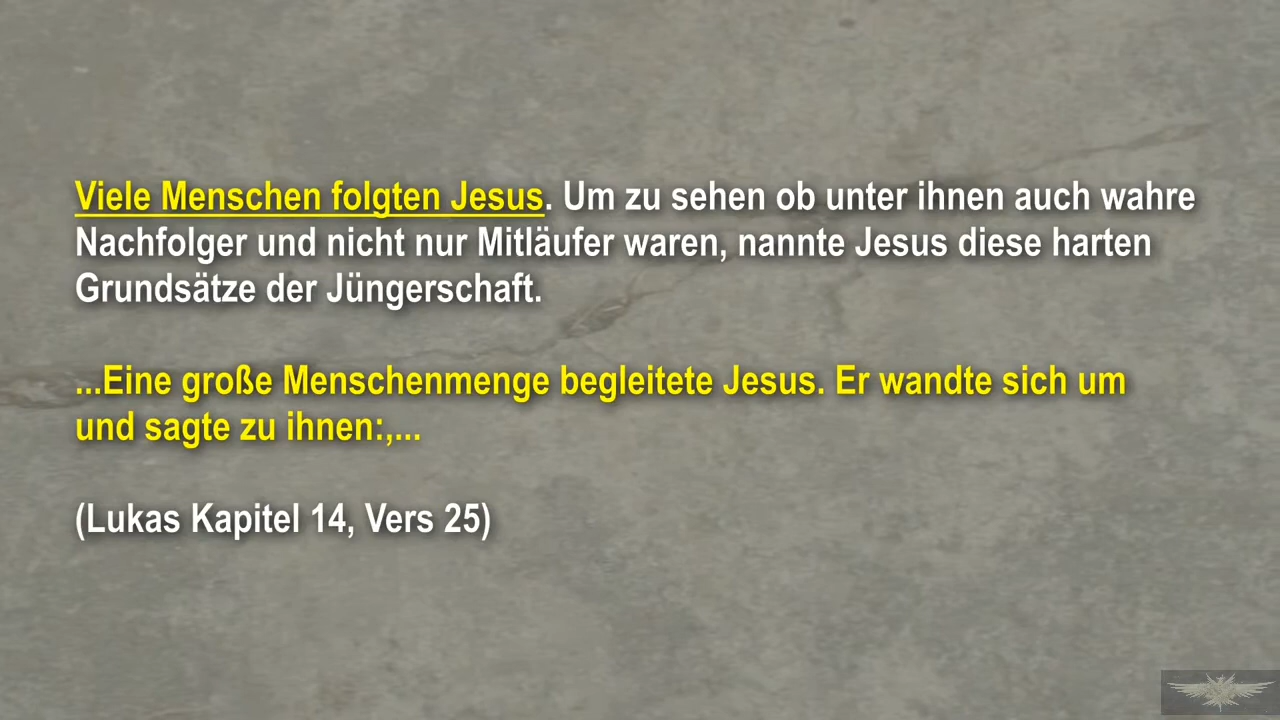 Viele Menschen folgten Jesus. Um zu sehen ob unter ihnen auch wahre
Nachfolger und nicht nur Mitläufer waren, nannte Jesus diese harten
Grundsätze der Jüngerschaft.
...Eine große Menschenmenge begleitete Jesus. Er wandte sich um
und sagte zu ihnen:,...
(Lukas Kapitel 14, Vers 25)